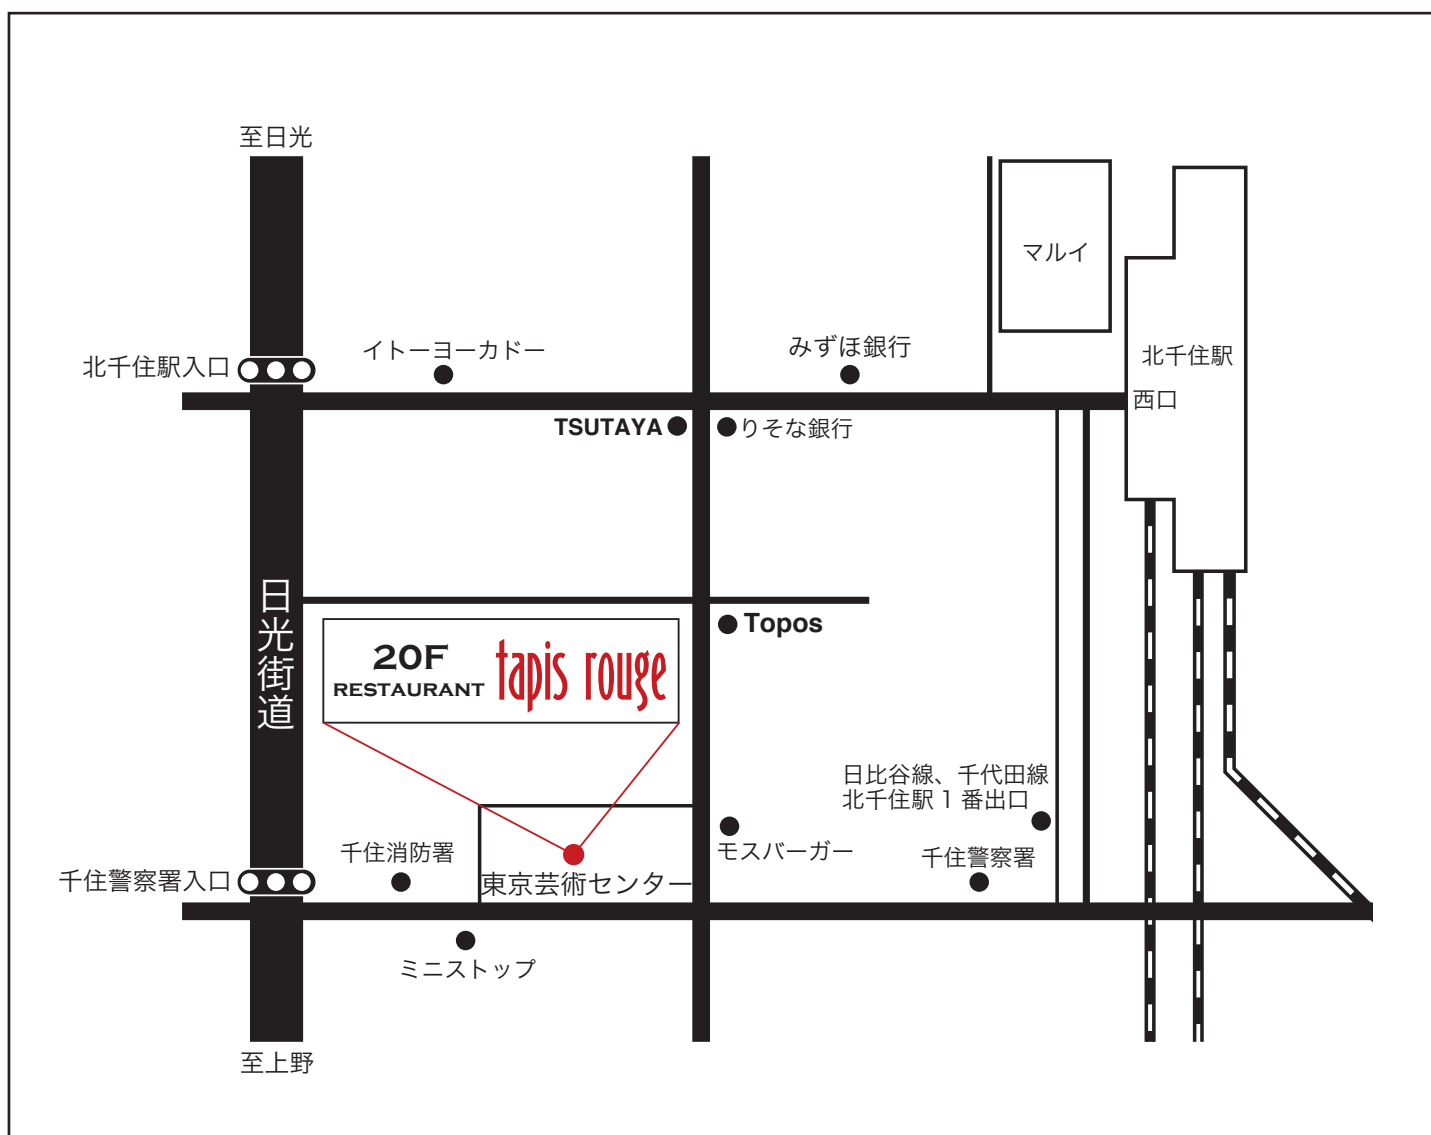 至日光
マルイ
北千住駅入口
イトーヨーカドー
みずほ銀行
北千住駅
西口
TSUTAYA
りそな銀行
日光街道
Topos
20F
RESTAURANT
tapis rouge
日比谷線、千代田線
北千住駅1番出口
千住消防署
モスバーガー
千住警察署
千住警察署入口
東京芸術センター
ミニストップ
至上野